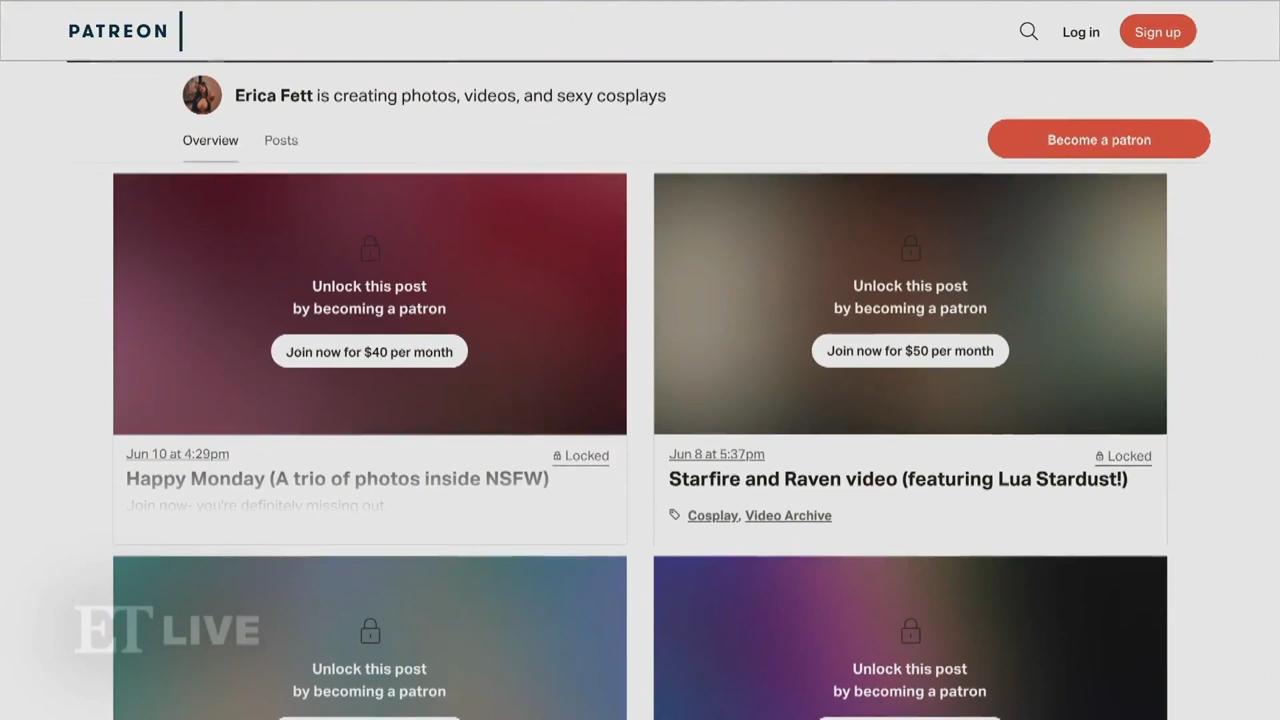 PATREON
Log in
Sign up
Erica Fett is creating photos, videos, and sexy cosplays
Overview
Posts
Become a patron
Unlock this post
by becoming a patron
Join now for $40 per month
Jun 10 at 4:29pm
Locked
Happy Monday (A trio of photos inside NSFW)
Join now- you're definitely missing out
Unlock this post
by becoming a patron
Join now for $50 per month
Jun 8 at 5:37pm
Locked
Starfire and Raven video (featuring Lua Stardust!)
Cosplay, Video Archive
Unlock this post
by becoming a patron
Unlock this post
by becoming a patron
ET LIVE